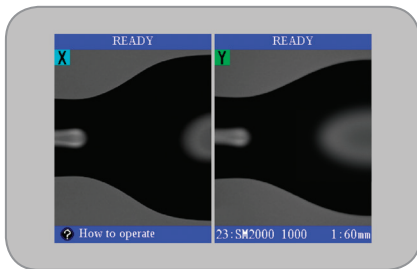 READY
X
READY
Y
? How to operate
23:SM2000 1000 1:60mm